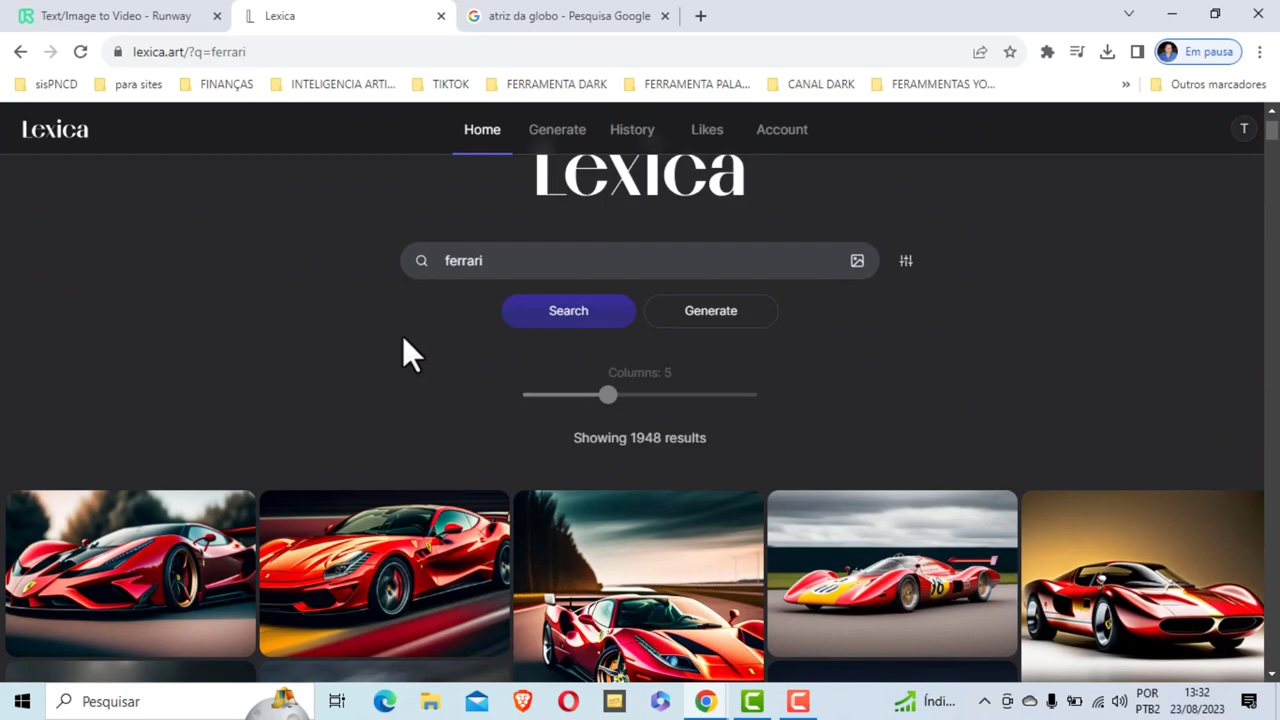 Text/Image to Video - Runway
Lexica
atriz da globo - Pesquisa Google
lexica.art/?q=ferrari
Em pausa
sisPNCD
para sites
FINANÇAS
INTELIGENCIA ARTI...
TIKTOK
FERRAMENTA DARK
FERRAMENTA PALA...
CANAL DARK
FERAMMENTAS YO...
»
Outros marcadores
Lexica
Home
Generate
History
Likes
Account
T
Lexica
ferrari
Search
Generate
Columns: 5
Showing 1948 results
Pesquisar
Índi...
POR
PTB2
13:32
23/08/2023